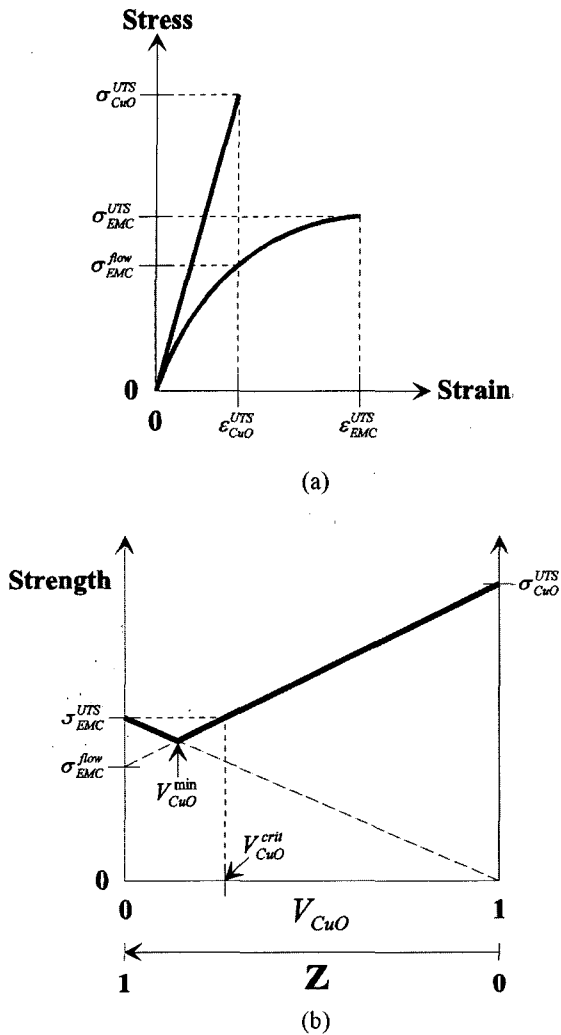 Stress
σ_CuO^UTS
σ_EMC^UTS
σ_EMC^flow
0
Strain
0
ε_CuO^UTS
ε_EMC^UTS
(a)
Strength
σ_CuO^UTS
σ_EMC^UTS
σ_EMC^flow
V_CuO^min
V_CuO^crit
0
0
V_CuO
1
1
Z
0
(b)